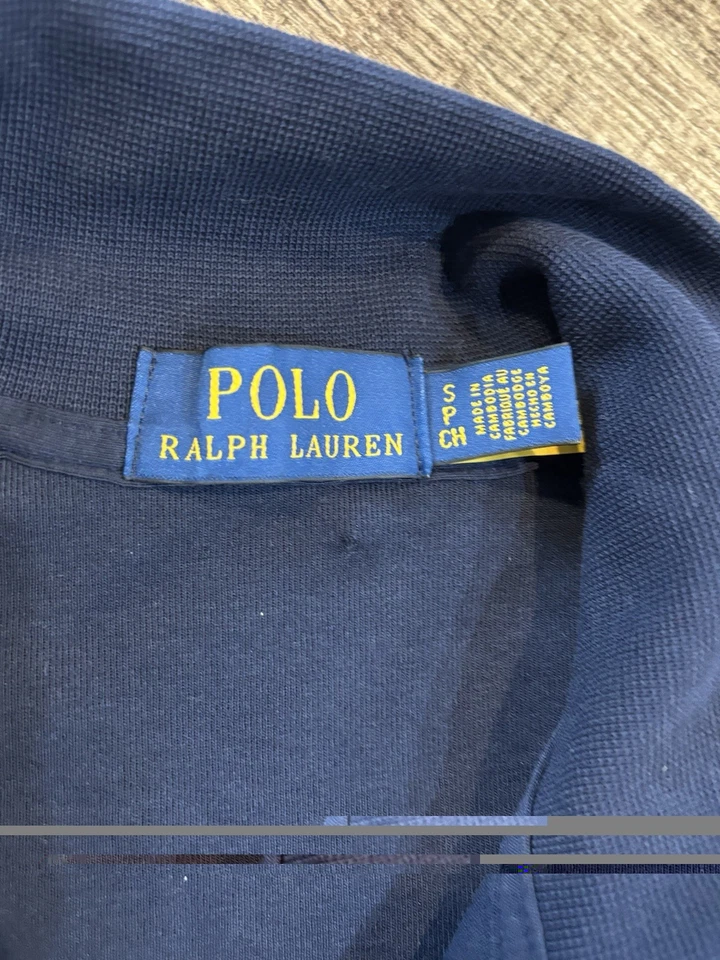 POLO
RALPH LAUREN
S
P
CH
MADE IN
CAMBODIA
FABRIQUÉ AU
CAMBODGE
HECHO EN
CAMBOYA